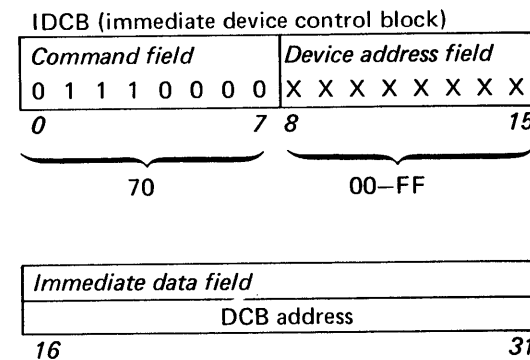 IDCB (immediate device control block)
Command field Device address field
0 1 1 1 0 0 0 0 X X X X X X X X
0 7 8 15
70 00–FF
Immediate data field
DCB address
16 31